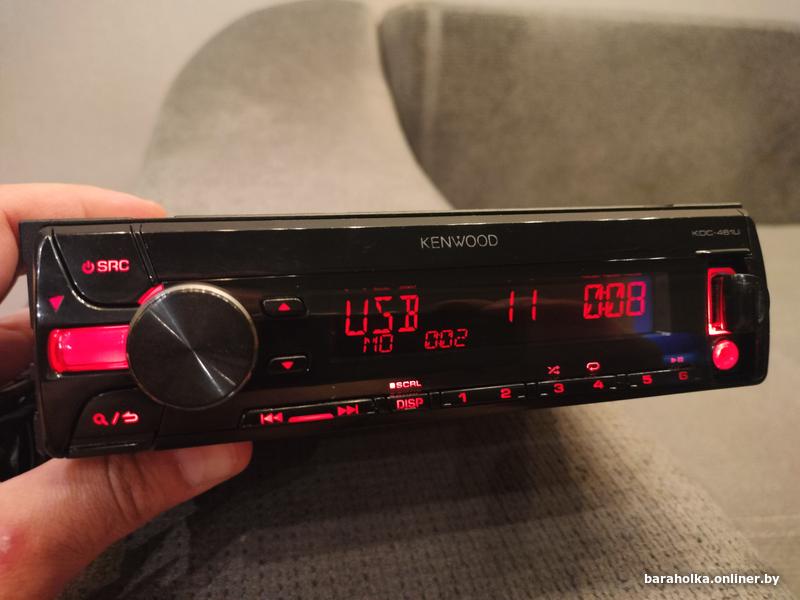 KENWOOD
KDC-461U
SRC
USB 11 008
MO 002
SCRL
DISP
1 2 3 4 5 6
baraholka.onliner.by